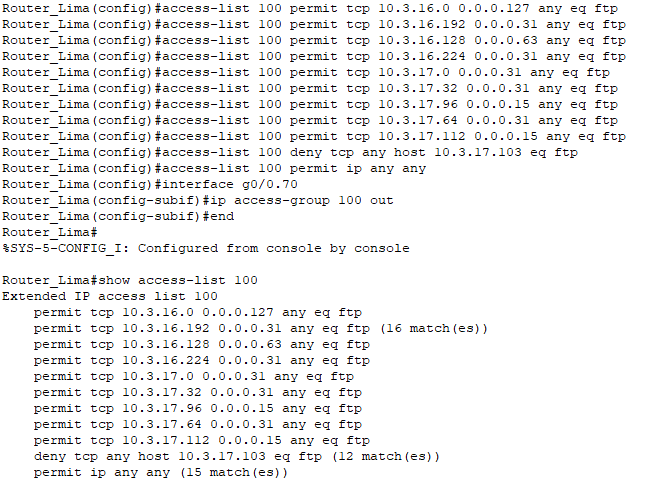 Router_Lima(config)#access-list 100 permit tcp 10.3.16.0 0.0.0.127 any eq ftp
Router_Lima(config)#access-list 100 permit tcp 10.3.16.192 0.0.0.31 any eq ftp
Router_Lima(config)#access-list 100 permit tcp 10.3.16.128 0.0.0.63 any eq ftp
Router_Lima(config)#access-list 100 permit tcp 10.3.16.224 0.0.0.31 any eq ftp
Router_Lima(config)#access-list 100 permit tcp 10.3.17.0 0.0.0.31 any eq ftp
Router_Lima(config)#access-list 100 permit tcp 10.3.17.32 0.0.0.31 any eq ftp
Router_Lima(config)#access-list 100 permit tcp 10.3.17.96 0.0.0.15 any eq ftp
Router_Lima(config)#access-list 100 permit tcp 10.3.17.64 0.0.0.31 any eq ftp
Router_Lima(config)#access-list 100 permit tcp 10.3.17.112 0.0.0.15 any eq ftp
Router_Lima(config)#access-list 100 deny tcp any host 10.3.17.103 eq ftp
Router_Lima(config)#access-list 100 permit ip any any
Router_Lima(config)#interface g0/0.70
Router_Lima(config-subif)#ip access-group 100 out
Router_Lima(config-subif)#end
Router_Lima#
%SYS-5-CONFIG_I: Configured from console by console
Router_Lima#show access-list 100
Extended IP access list 100
permit tcp 10.3.16.0 0.0.0.127 any eq ftp
permit tcp 10.3.16.192 0.0.0.31 any eq ftp (16 match(es))
permit tcp 10.3.16.128 0.0.0.63 any eq ftp
permit tcp 10.3.16.224 0.0.0.31 any eq ftp
permit tcp 10.3.17.0 0.0.0.31 any eq ftp
permit tcp 10.3.17.32 0.0.0.31 any eq ftp
permit tcp 10.3.17.96 0.0.0.15 any eq ftp
permit tcp 10.3.17.64 0.0.0.31 any eq ftp
permit tcp 10.3.17.112 0.0.0.15 any eq ftp
deny tcp any host 10.3.17.103 eq ftp (12 match(es))
permit ip any any (15 match(es))